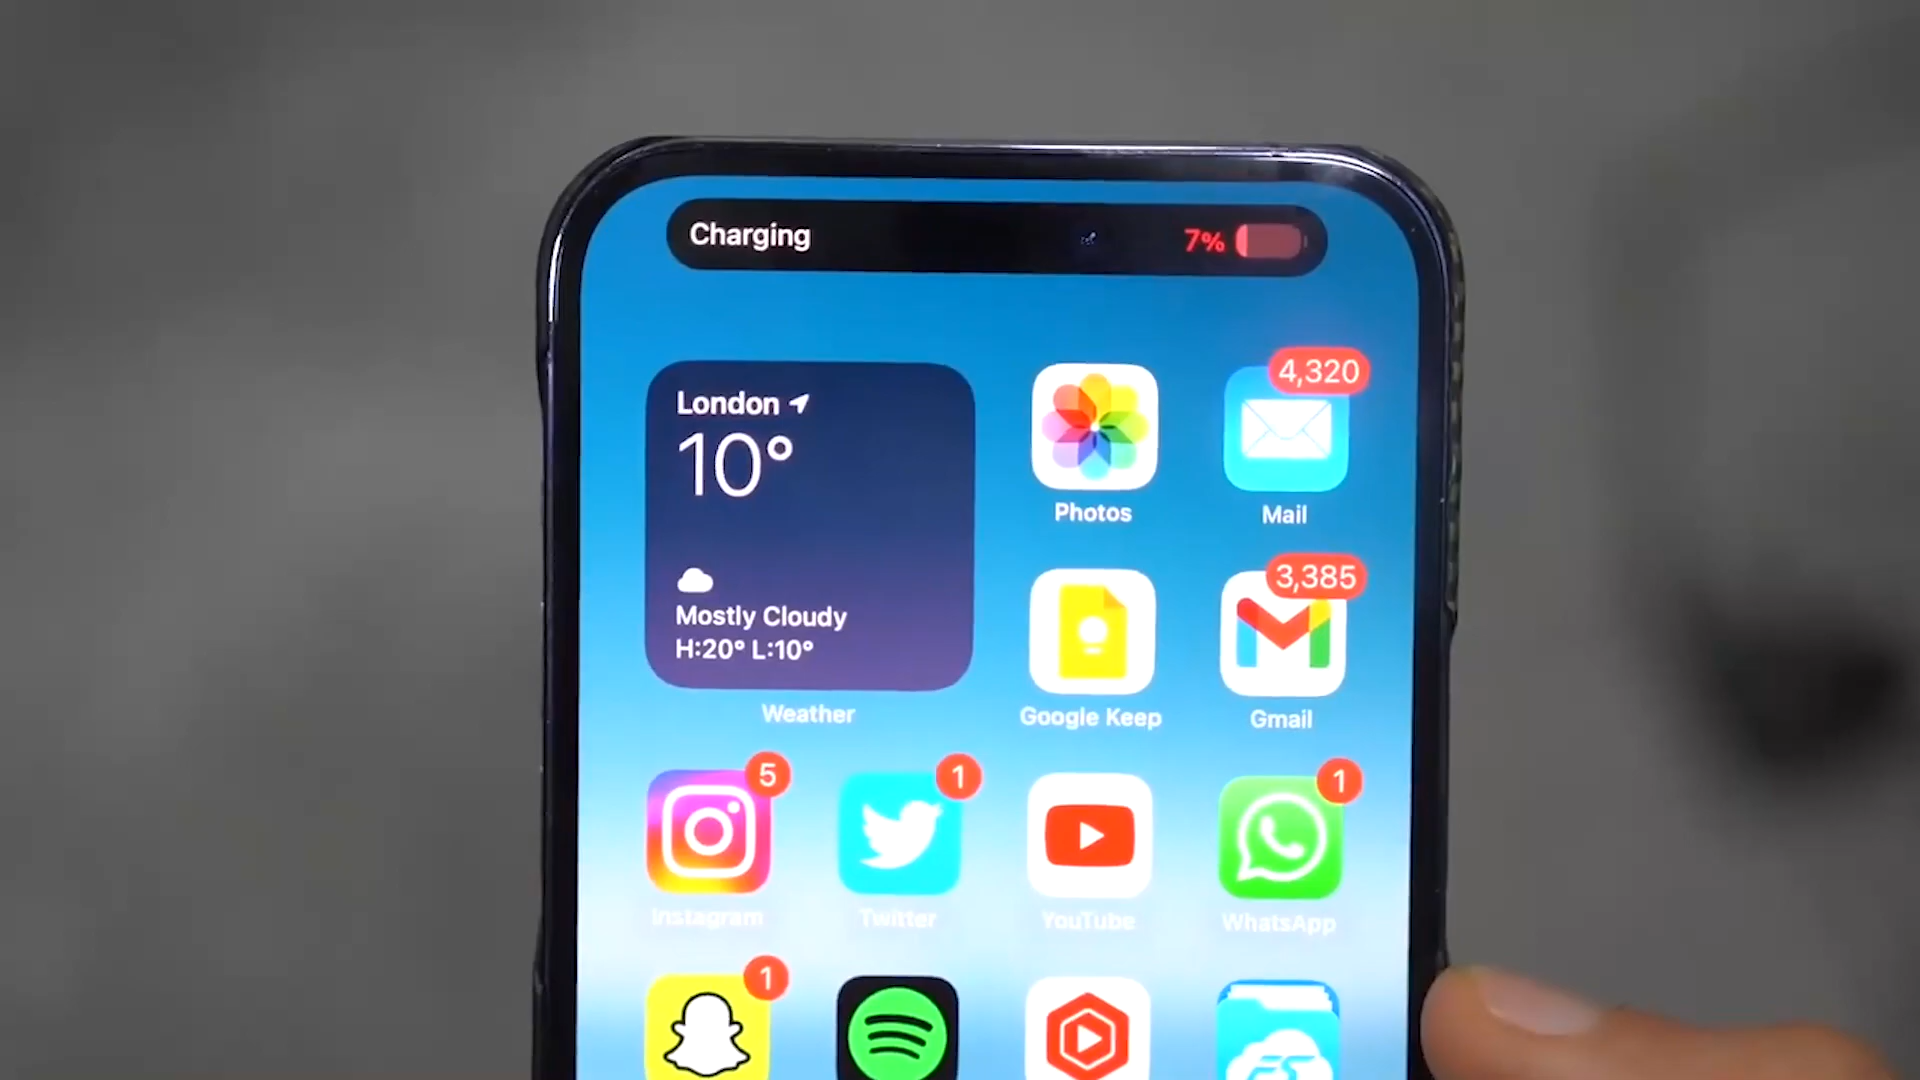 Charging
7%
London
10°
Mostly Cloudy
H:20° L:10°
Weather
Photos
4,320
Mail
Google Keep
3,385
Gmail
5
Instagram
1
Twitter
YouTube
1
WhatsApp
1
ES